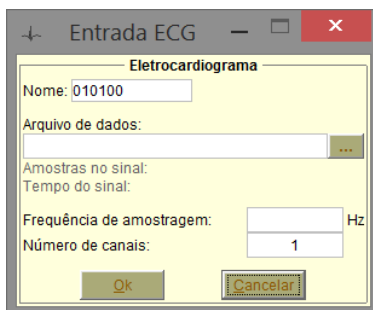 Entrada ECG
Eletrocardiograma
Nome: 010100
Arquivo de dados:
...
Amostras no sinal:
Tempo do sinal:
Frequência de amostragem: Hz
Número de canais: 1
Ok Cancelar